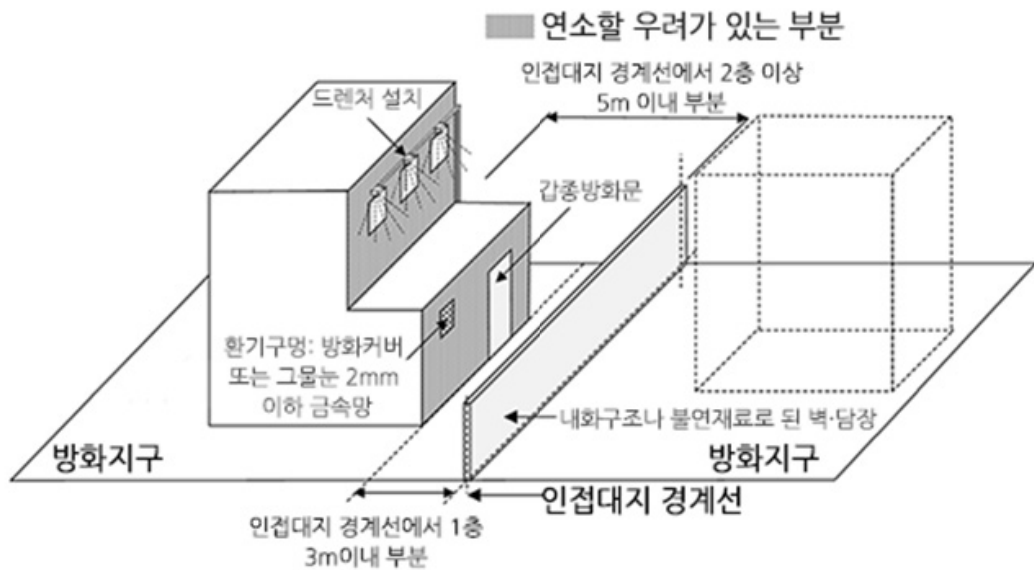 연소할 우려가 있는 부분
인접대지 경계선에서 2층 이상
5m 이내 부분
드렌처 설치
갑종방화문
환기구멍: 방화커버
또는 그물눈 2mm
이하 금속망
내화구조나 불연재료로 된 벽·담장
방화지구
방화지구
인접대지 경계선
인접대지 경계선에서 1층
3m이내 부분